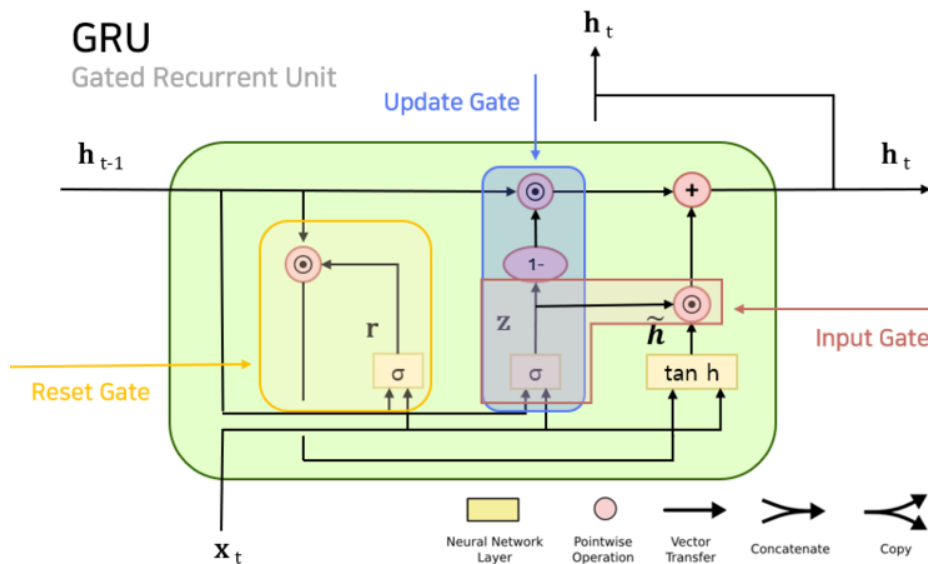 GRU
Gated Recurrent Unit
h t
Update Gate
h t-1
h t
1-
+
r
z
h̃
Input Gate
Reset Gate
σ
σ
tan h
x t
Neural Network
Layer
Pointwise
Operation
Vector
Transfer
Concatenate
Copy